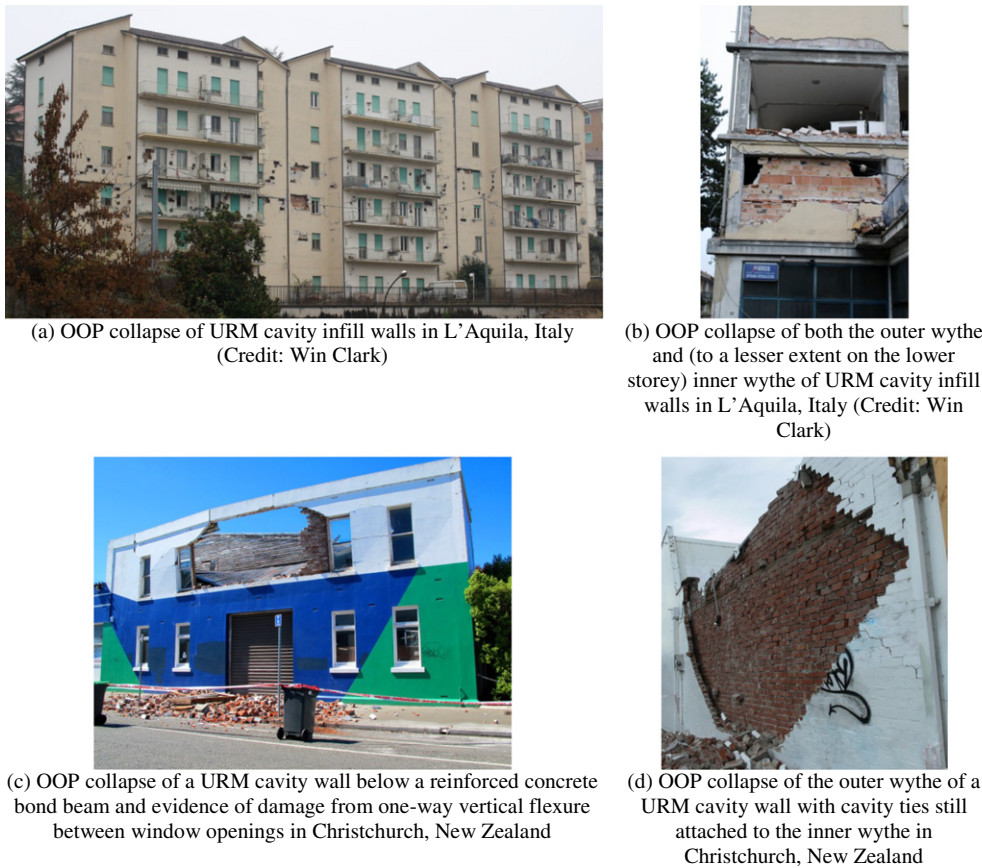 (a) OOP collapse of URM cavity infill walls in L'Aquila, Italy
(Credit: Win Clark)
(b) OOP collapse of both the outer wythe
and (to a lesser extent on the lower
storey) inner wythe of URM cavity infill
walls in L'Aquila, Italy (Credit: Win
Clark)
(c) OOP collapse of a URM cavity wall below a reinforced concrete
bond beam and evidence of damage from one-way vertical flexure
between window openings in Christchurch, New Zealand
(d) OOP collapse of the outer wythe of a
URM cavity wall with cavity ties still
attached to the inner wythe in
Christchurch, New Zealand